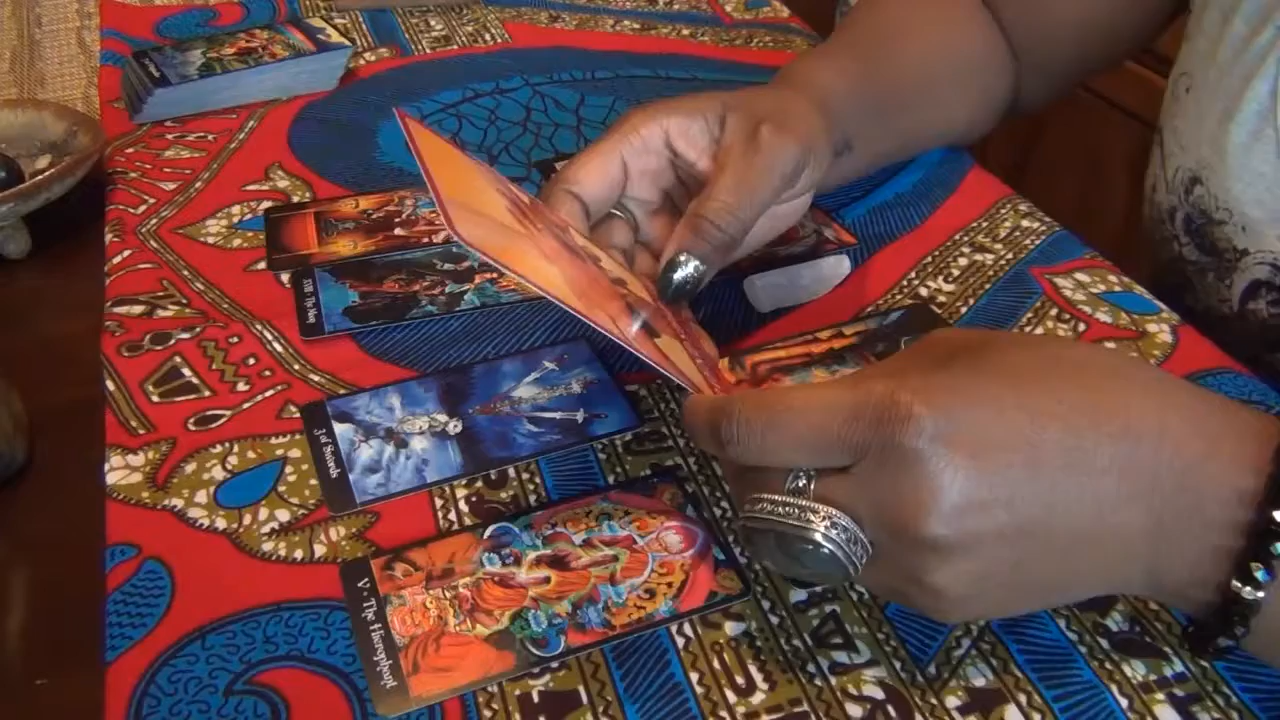 XVIII • The Moon
3 of Swords
V • The Hierophant